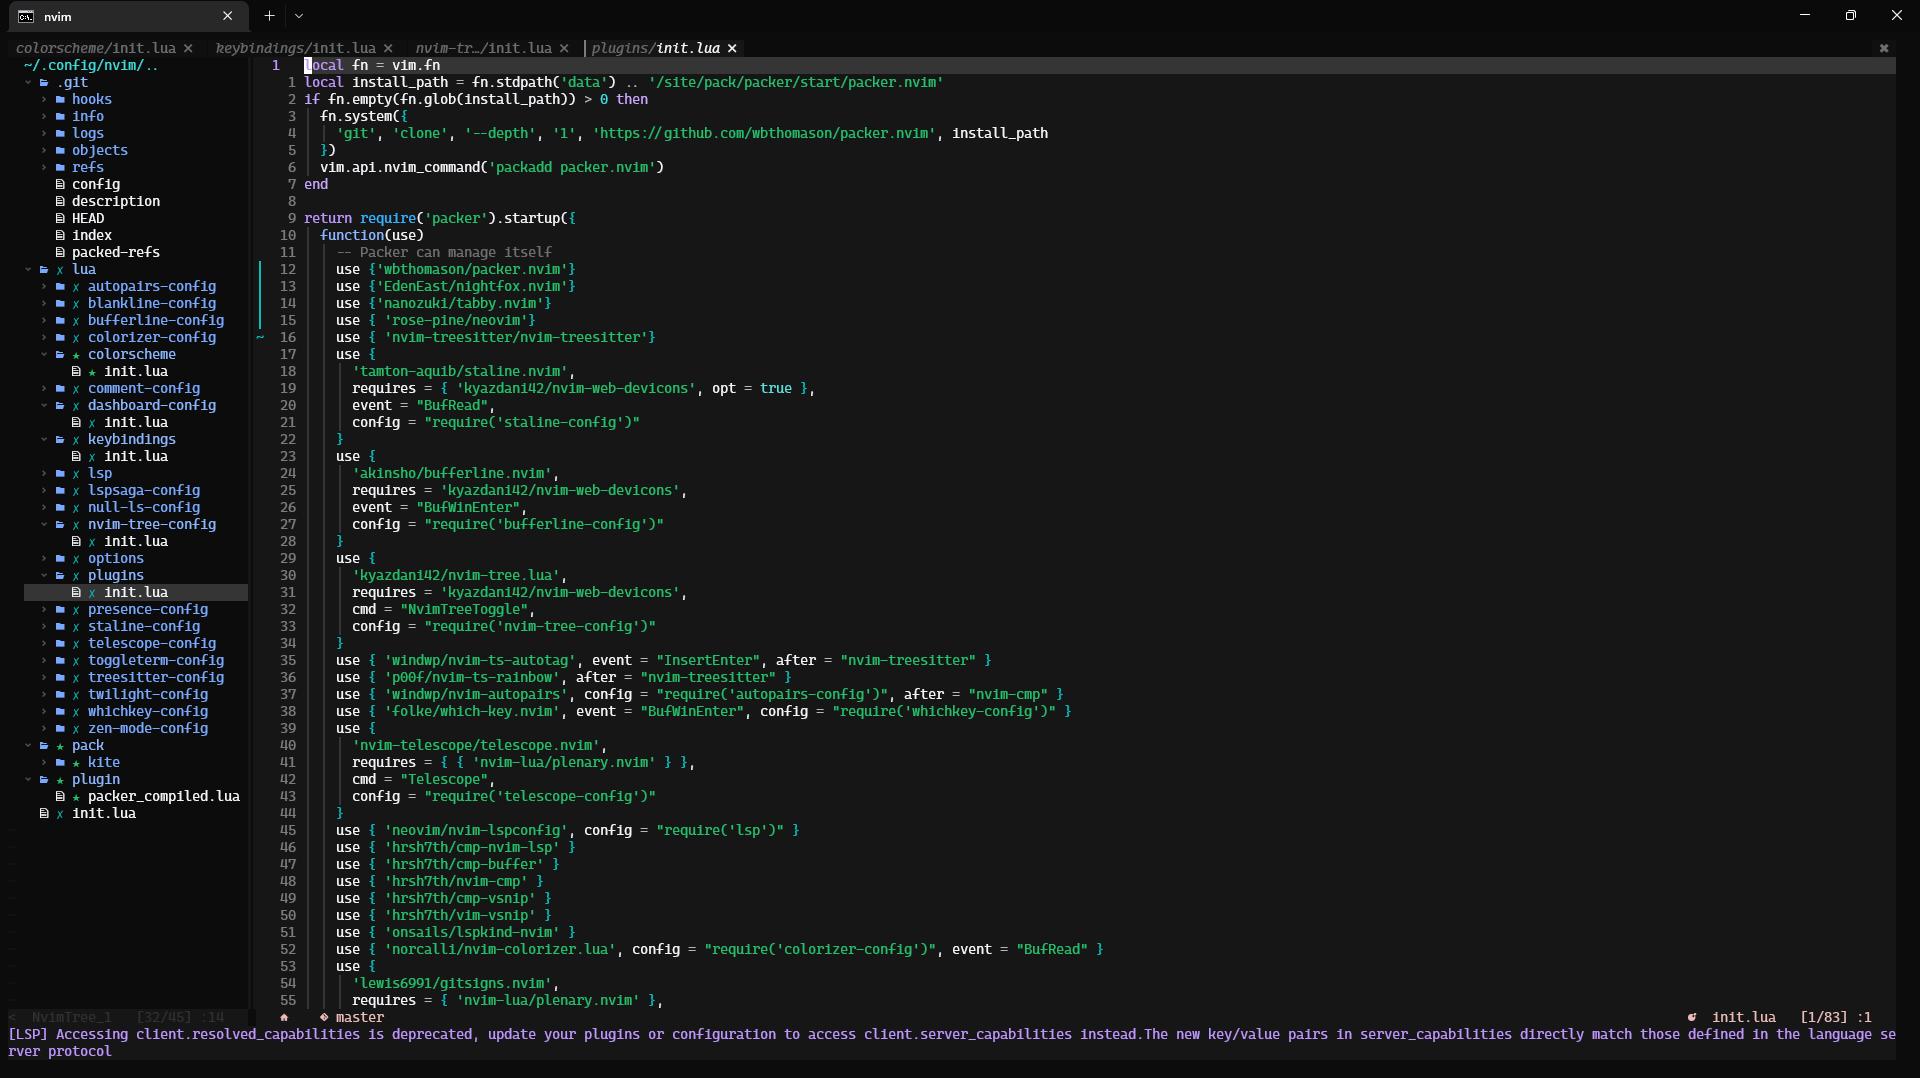 nvim
colorscheme/init.lua keybindings/init.lua nvim-tr…/init.lua plugins/init.lua
~/.config/nvim/..
.git
hooks
info
logs
objects
refs
config
description
HEAD
index
packed-refs
lua
autopairs-config
blankline-config
bufferline-config
colorizer-config
colorscheme
init.lua
comment-config
dashboard-config
init.lua
keybindings
init.lua
lsp
lspsaga-config
null-ls-config
nvim-tree-config
init.lua
options
plugins
init.lua
presence-config
staline-config
telescope-config
toggleterm-config
treesitter-config
twilight-config
whichkey-config
zen-mode-config
pack
kite
plugin
packer_compiled.lua
init.lua
1 local fn = vim.fn
1 local install_path = fn.stdpath('data') .. '/site/pack/packer/start/packer.nvim'
2 if fn.empty(fn.glob(install_path)) > 0 then
3 fn.system({
4 'git', 'clone', '--depth', '1', 'https://github.com/wbthomason/packer.nvim', install_path
5 })
6 vim.api.nvim_command('packadd packer.nvim')
7 end
8
9 return require('packer').startup({
10 function(use)
11 -- Packer can manage itself
12 use {'wbthomason/packer.nvim'}
13 use {'EdenEast/nightfox.nvim'}
14 use {'nanozuki/tabby.nvim'}
15 use { 'rose-pine/neovim'}
~ 16 use { 'nvim-treesitter/nvim-treesitter'}
17 use {
18 'tamton-aquib/staline.nvim',
19 requires = { 'kyazdani42/nvim-web-devicons', opt = true },
20 event = "BufRead",
21 config = "require('staline-config')"
22 }
23 use {
24 'akinsho/bufferline.nvim',
25 requires = 'kyazdani42/nvim-web-devicons',
26 event = "BufWinEnter",
27 config = "require('bufferline-config')"
28 }
29 use {
30 'kyazdani42/nvim-tree.lua',
31 requires = 'kyazdani42/nvim-web-devicons',
32 cmd = "NvimTreeToggle",
33 config = "require('nvim-tree-config')"
34 }
35 use { 'windwp/nvim-ts-autotag', event = "InsertEnter", after = "nvim-treesitter" }
36 use { 'p00f/nvim-ts-rainbow', after = "nvim-treesitter" }
37 use { 'windwp/nvim-autopairs', config = "require('autopairs-config')", after = "nvim-cmp" }
38 use { 'folke/which-key.nvim', event = "BufWinEnter", config = "require('whichkey-config')" }
39 use {
40 'nvim-telescope/telescope.nvim',
41 requires = { { 'nvim-lua/plenary.nvim' } },
42 cmd = "Telescope",
43 config = "require('telescope-config')"
44 }
45 use { 'neovim/nvim-lspconfig', config = "require('lsp')" }
46 use { 'hrsh7th/cmp-nvim-lsp' }
47 use { 'hrsh7th/cmp-buffer' }
48 use { 'hrsh7th/nvim-cmp' }
49 use { 'hrsh7th/cmp-vsnip' }
50 use { 'hrsh7th/vim-vsnip' }
51 use { 'onsails/lspkind-nvim' }
52 use { 'norcalli/nvim-colorizer.lua', config = "require('colorizer-config')", event = "BufRead" }
53 use {
54 'lewis6991/gitsigns.nvim',
55 requires = { 'nvim-lua/plenary.nvim' },
< NvimTree_1 [32/45] :14 master init.lua [1/83] :1
[LSP] Accessing client.resolved_capabilities is deprecated, update your plugins or configuration to access client.server_capabilities instead.The new key/value pairs in server_capabilities directly match those defined in the language se
rver protocol